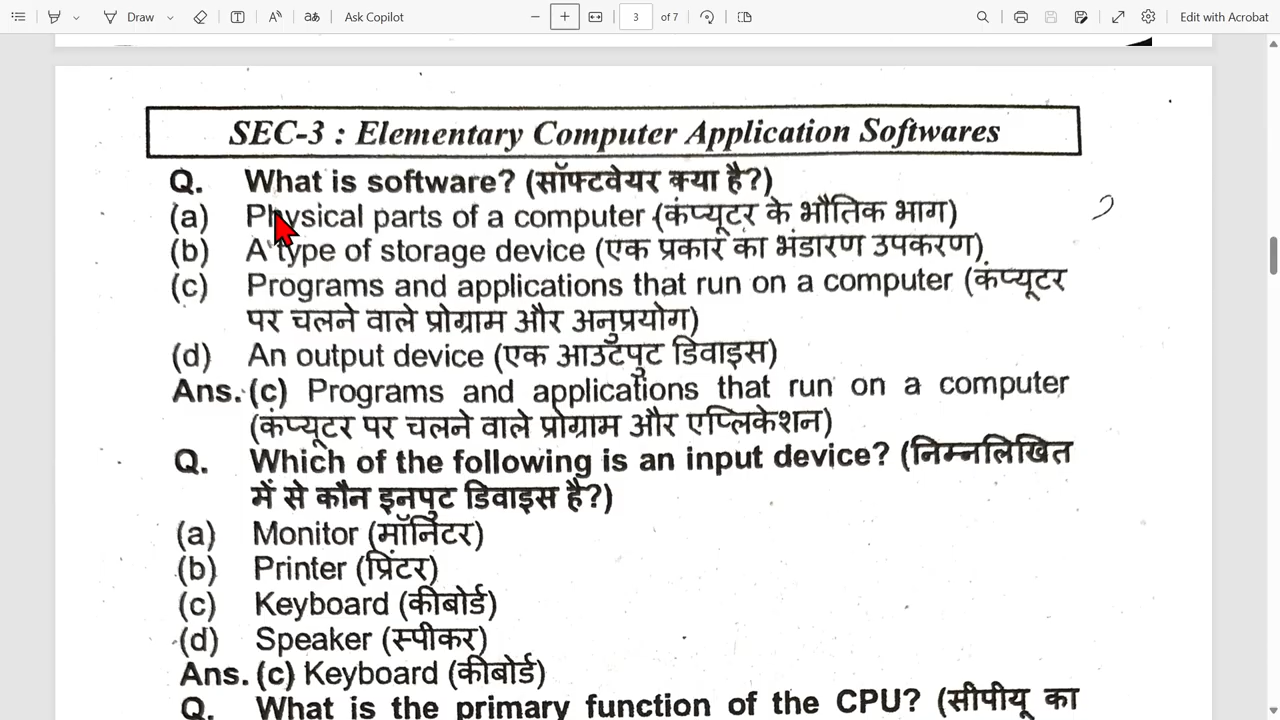 Draw
Ask Copilot
3
of 7
Edit with Acrobat
SEC-3 : Elementary Computer Application Softwares
Q. What is software? (सॉफ्टवेयर क्या है?)
(a) Physical parts of a computer (कंप्यूटर के भौतिक भाग)
(b) A type of storage device (एक प्रकार का भंडारण उपकरण)
(c) Programs and applications that run on a computer (कंप्यूटर
पर चलने वाले प्रोग्राम और अनुप्रयोग)
(d) An output device (एक आउटपुट डिवाइस)
Ans. (c) Programs and applications that run on a computer
(कंप्यूटर पर चलने वाले प्रोग्राम और एप्लिकेशन)
Q. Which of the following is an input device? (निम्नलिखित
में से कौन इनपुट डिवाइस है?)
(a) Monitor (मॉनिटर)
(b) Printer (प्रिंटर)
(c) Keyboard (कीबोर्ड)
(d) Speaker (स्पीकर)
Ans. (c) Keyboard (कीबोर्ड)
Q. What is the primary function of the CPU? (सीपीयू का